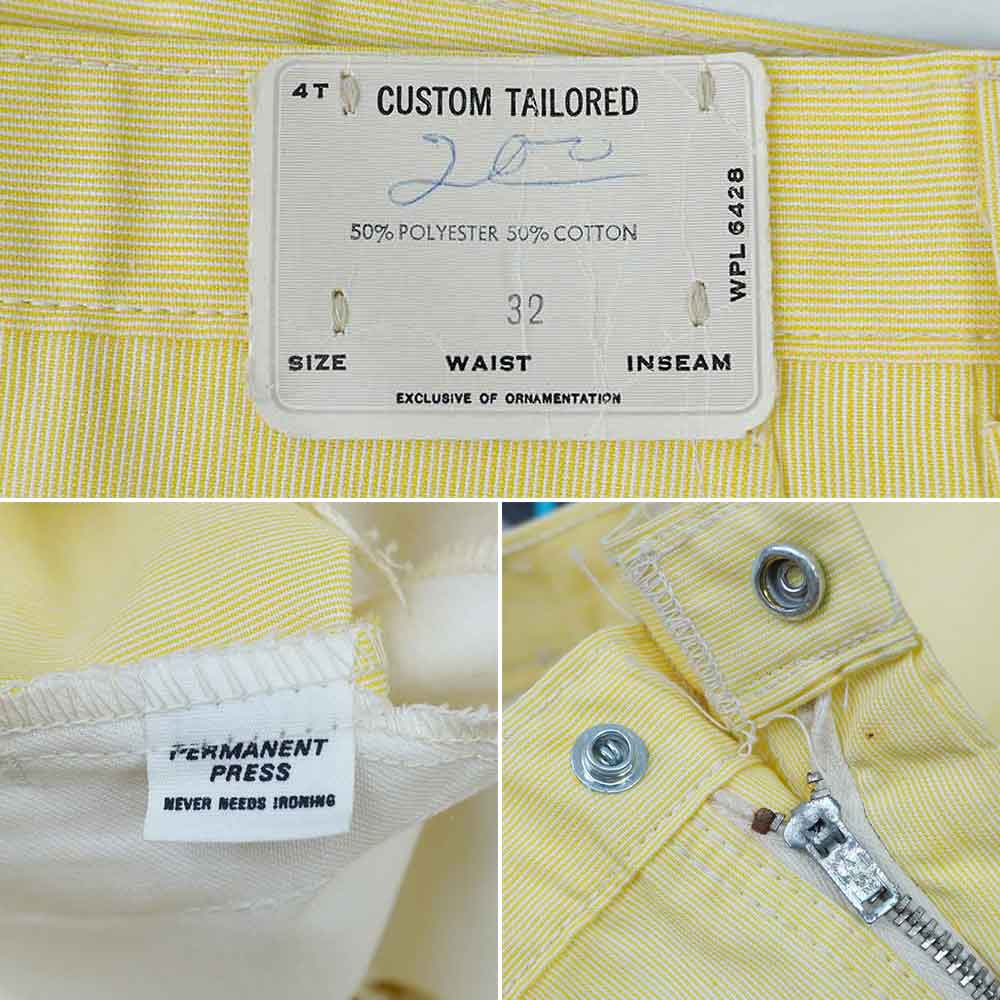 4T CUSTOM TAILORED
200
50% POLYESTER 50% COTTON
WPL 6428
32
SIZE WAIST INSEAM
EXCLUSIVE OF ORNAMENTATION
PERMANENT
PRESS
NEVER NEEDS IRONING